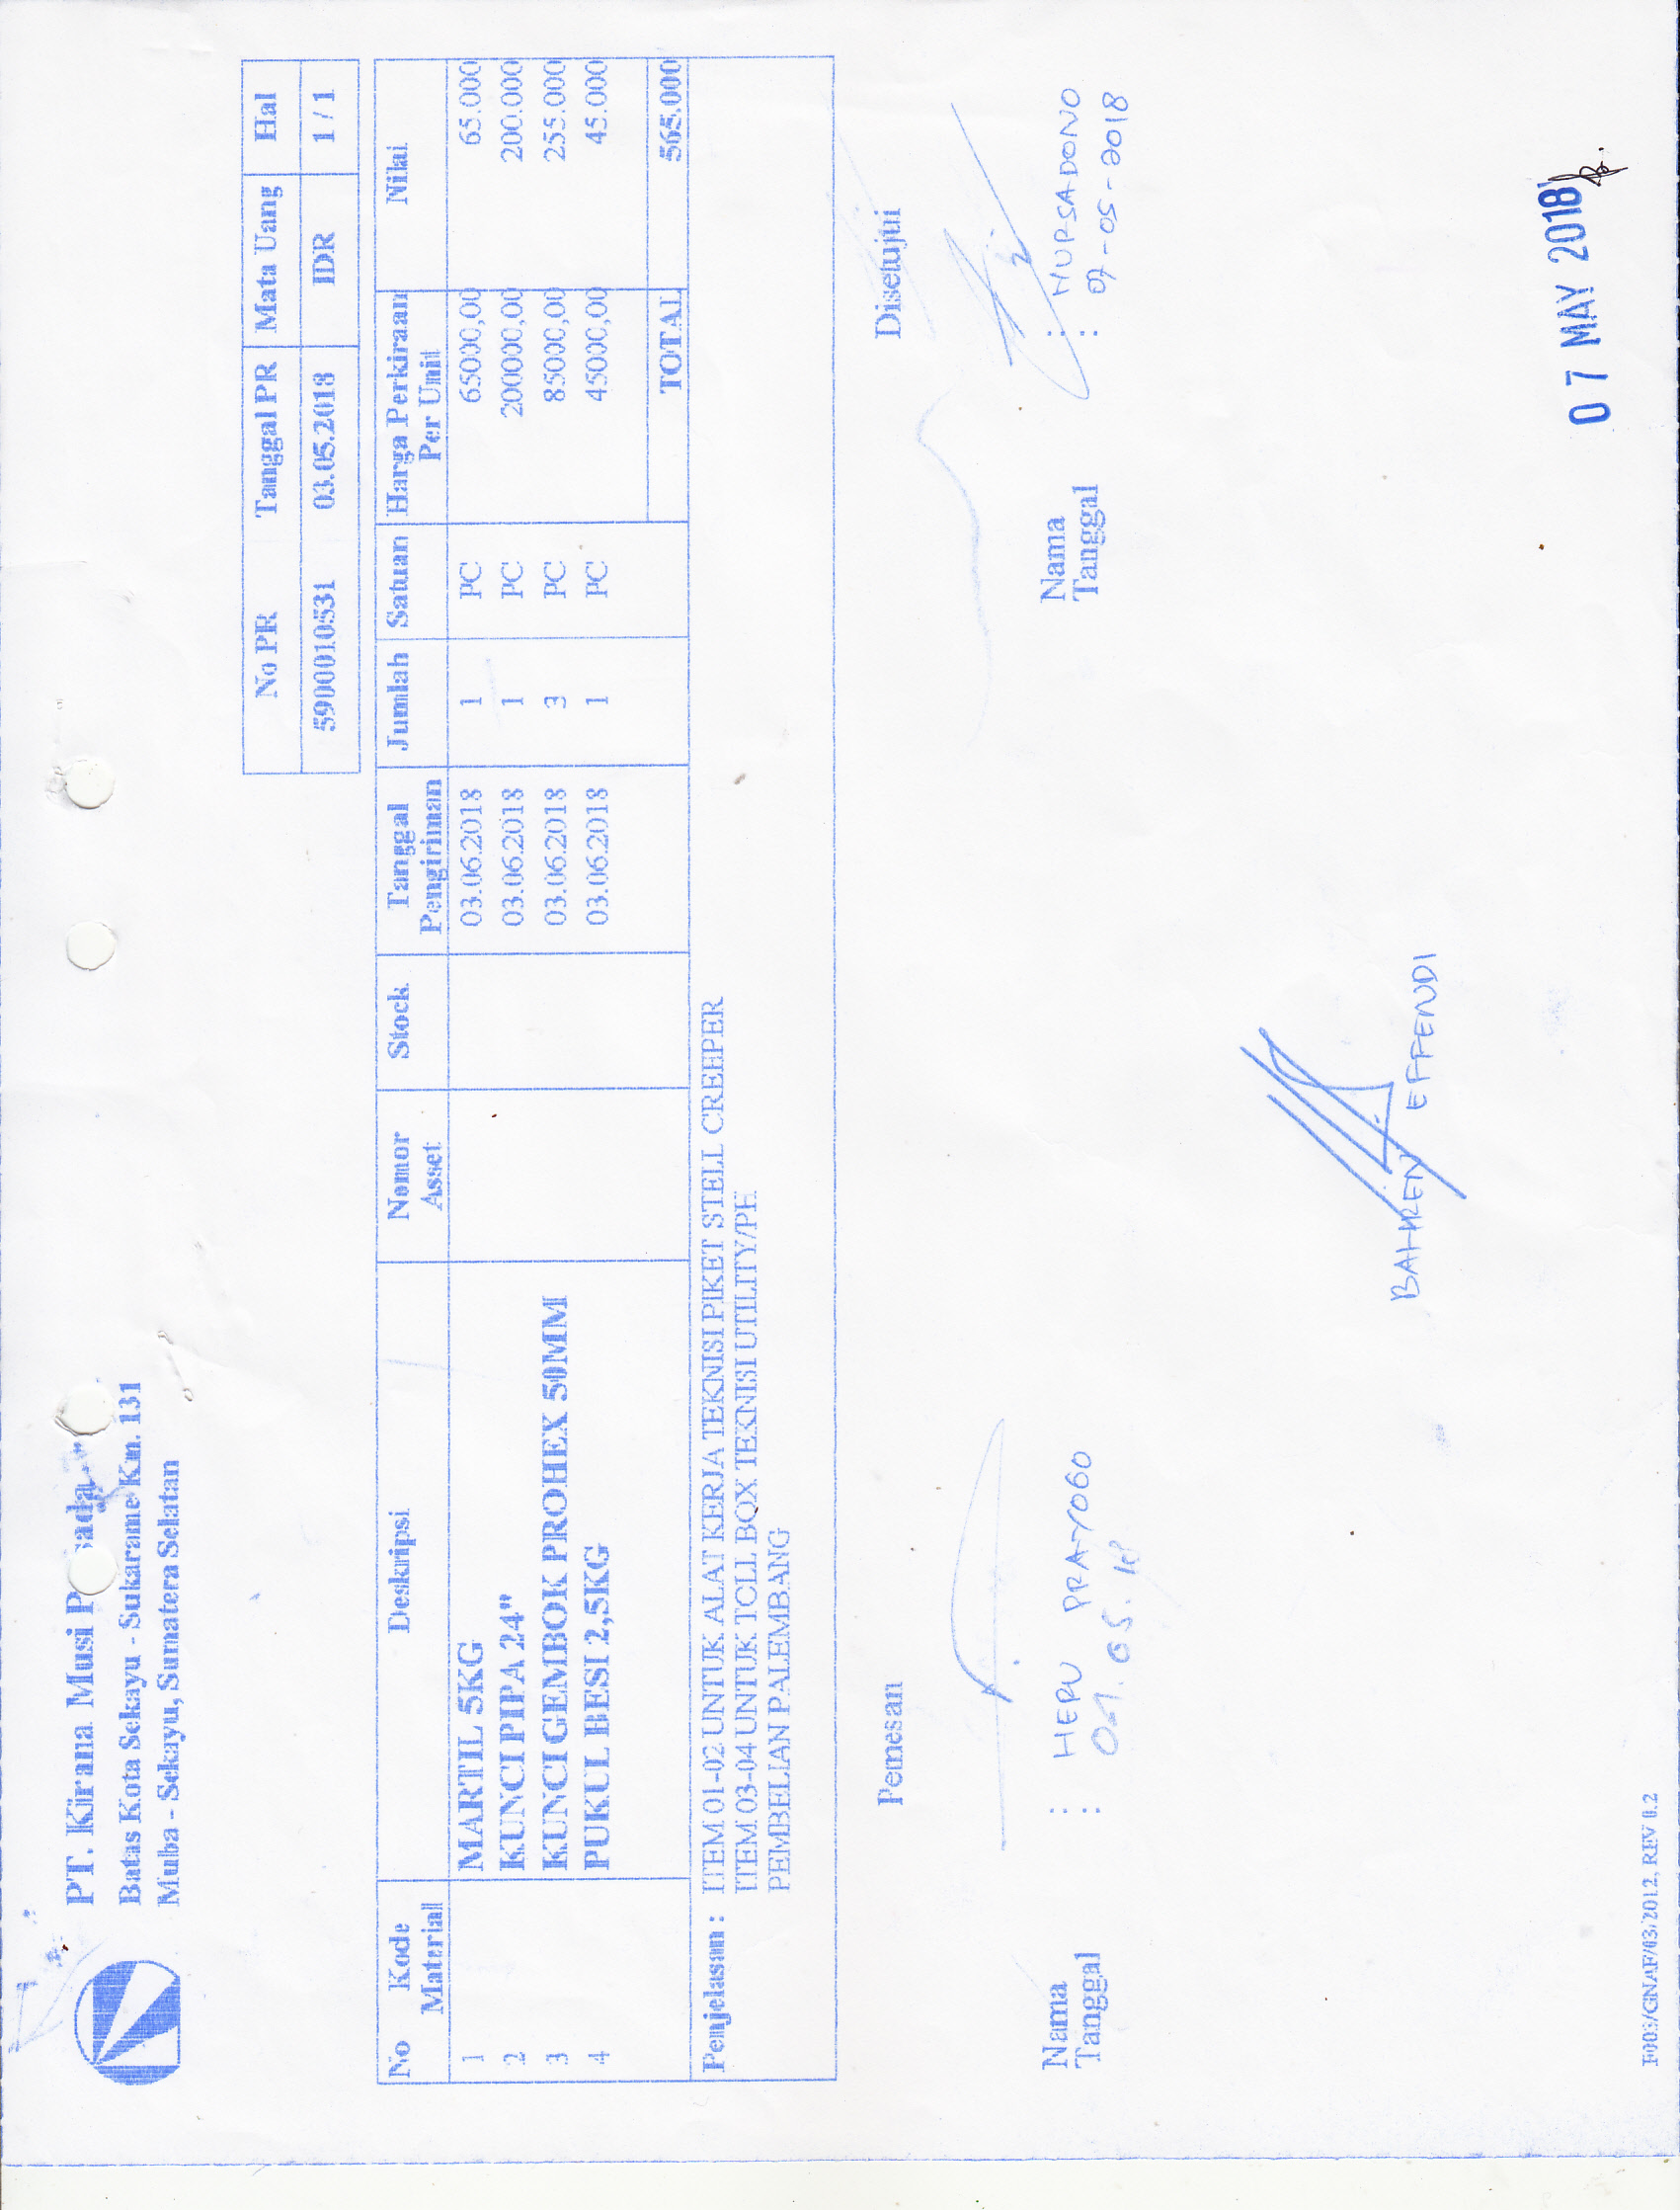 PT. Kirana Musi P sada
Batas Kota Sekayu - Sukarame Km. 131
Muba - Sekayu, Sumatera Selatan
No PR Tanggal PR Mata Uang Hal
5900010531 03.05.2018 IDR 1 / 1
No Kode Material Deskripsi Nomor Asset Stock Tanggal Pengiriman Jumlah Satuan Harga Perkiraan Per Unit Nilai
1 MARTIL 5KG 03.06.2018 1 PC 65000,00 65.000
2 KUNCI PIPA 24" 03.06.2018 1 PC 200000,00 200.000
3 KUNCI GEMBOK PROHEX 50MM 03.06.2018 3 PC 85000,00 255.000
4 PUKUL BESI 2,5KG 03.06.2018 1 PC 45000,00 45.000
TOTAL 565.000
Penjelasan : ITEM 01-02 UNTUK ALAT KERJA TEKNISI PIKET STELL CREEPER
ITEM 03-04 UNTUK TOLL BOX TEKNISI UTILITY/PH
PEMBELIAN PALEMBANG
Pemesan Disetujui
Nama : HERU PRAYOGO Nama : NURSADONO
Tanggal : Tanggal : 07-05-2018
BAHREN EFFENDI
07 MAY 2018
F003/GNAF/03/2012, REV 0.2